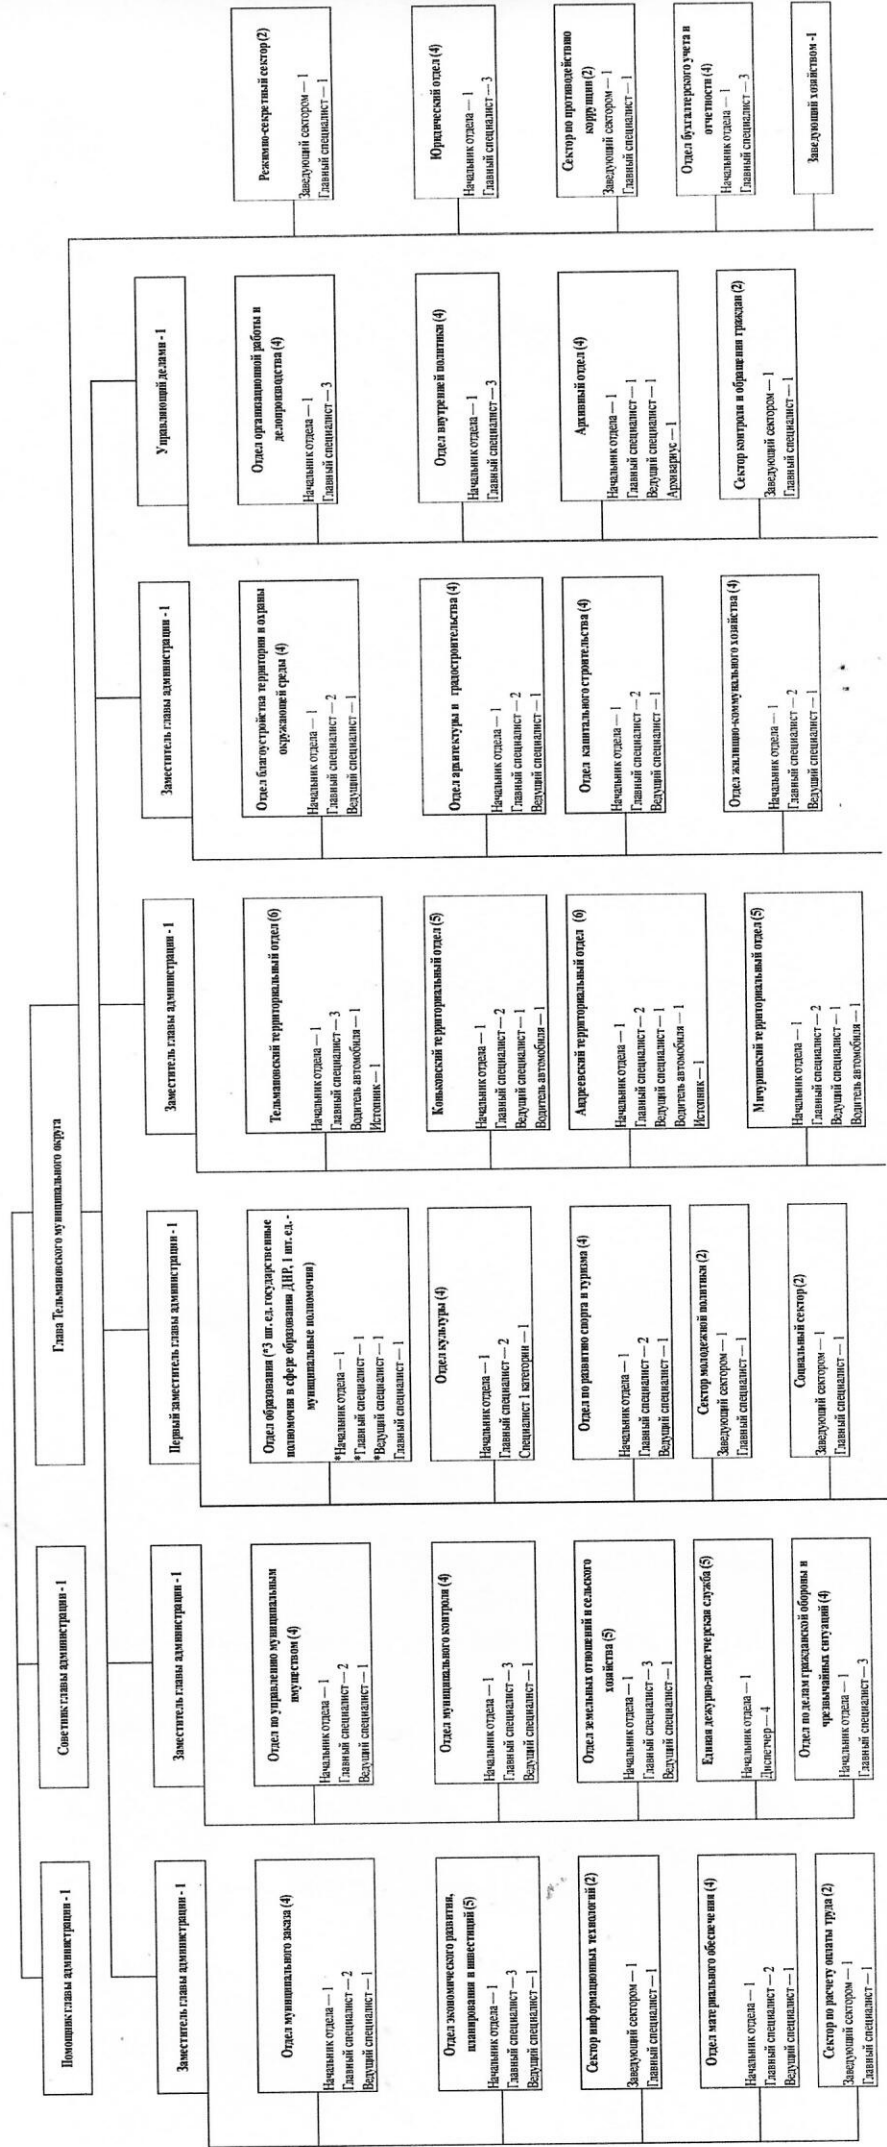 Глава Тельмановского муниципального округа
Помощник главы администрации - 1
Советник главы администрации - 1
Заместитель главы администрации - 1
Отдел муниципального заказа (4)
Начальник отдела — 1
Главный специалист — 2
Ведущий специалист — 1
Отдел экономического развития,
планирования и инвестиций (5)
Начальник отдела — 1
Главный специалист — 3
Ведущий специалист — 1
Сектор информационных технологий (2)
Заведующий сектором — 1
Главный специалист — 1
Отдел материального обеспечения (4)
Начальник отдела — 1
Главный специалист — 2
Ведущий специалист — 1
Сектор по расчету оплаты труда (2)
Заведующий сектором — 1
Главный специалист — 1
Заместитель главы администрации - 1
Отдел по управлению муниципальным
имуществом (4)
Начальник отдела — 1
Главный специалист — 2
Ведущий специалист — 1
Отдел муниципального контроля (4)
Начальник отдела — 1
Главный специалист — 3
Ведущий специалист — 1
Отдел земельных отношений и сельского
хозяйства (5)
Начальник отдела — 1
Главный специалист — 3
Ведущий специалист — 1
Единая дежурно-диспетчерская служба (5)
Начальник отдела — 1
Диспетчер — 4
Отдел по делам гражданской обороны и
чрезвычайных ситуаций (4)
Начальник отдела — 1
Главный специалист — 3
Первый заместитель главы администрации - 1
Отдел образования (*3 шт. ед. государственные
полномочия в сфере образования ДНР, 1 шт. ед. -
муниципальные полномочия)
*Начальник отдела — 1
*Главный специалист — 1
*Ведущий специалист — 1
Главный специалист — 1
Отдел культуры (4)
Начальник отдела — 1
Главный специалист — 2
Специалист 1 категории — 1
Отдел по развитию спорта и туризма (4)
Начальник отдела — 1
Главный специалист — 2
Ведущий специалист — 1
Сектор молодежной политики (2)
Заведующий сектором — 1
Главный специалист — 1
Социальный сектор (2)
Заведующий сектором — 1
Главный специалист — 1
Заместитель главы администрации - 1
Тельмановский территориальный отдел (6)
Начальник отдела — 1
Главный специалист — 3
Водитель автомобиля — 1
Истопник — 1
Коньковский территориальный отдел (5)
Начальник отдела — 1
Главный специалист — 2
Ведущий специалист — 1
Водитель автомобиля — 1
Андреевский территориальный отдел (6)
Начальник отдела — 1
Главный специалист — 2
Ведущий специалист — 1
Водитель автомобиля — 1
Истопник — 1
Мичуринский территориальный отдел (5)
Начальник отдела — 1
Главный специалист — 2
Ведущий специалист — 1
Водитель автомобиля — 1
Заместитель главы администрации - 1
Отдел благоустройства территории и охраны
окружающей среды (4)
Начальник отдела — 1
Главный специалист — 2
Ведущий специалист — 1
Отдел архитектуры и градостроительства (4)
Начальник отдела — 1
Главный специалист — 2
Ведущий специалист — 1
Отдел капитального строительства (4)
Начальник отдела — 1
Главный специалист — 2
Ведущий специалист — 1
Отдел жилищно-коммунального хозяйства (4)
Начальник отдела — 1
Главный специалист — 2
Ведущий специалист — 1
Управляющий делами - 1
Отдел организационной работы и
делопроизводства (4)
Начальник отдела — 1
Главный специалист — 3
Отдел внутренней политики (4)
Начальник отдела — 1
Главный специалист — 3
Архивный отдел (4)
Начальник отдела — 1
Главный специалист — 1
Ведущий специалист — 1
Архивариус — 1
Сектор контроля и обращения граждан (2)
Заведующий сектором — 1
Главный специалист — 1
Режимно-секретный сектор (2)
Заведующий сектором — 1
Главный специалист — 1
Юридический отдел (4)
Начальник отдела — 1
Главный специалист — 3
Сектор по противодействию
коррупции (2)
Заведующий сектором — 1
Главный специалист — 1
Отдел бухгалтерского учета и
отчетности (4)
Начальник отдела — 1
Главный специалист — 3
Заведующий хозяйством -1